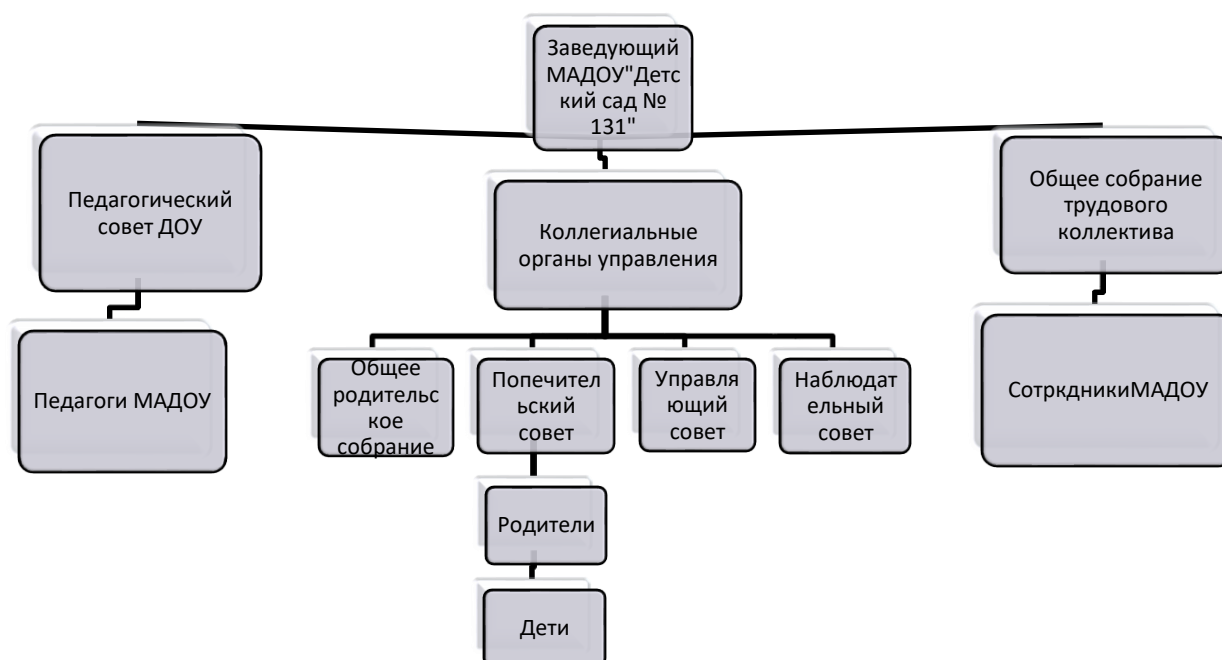 Заведующий
МАДОУ"Детс
кий сад №
131"
Педагогический
совет ДОУ
Коллегиальные
органы управления
Общее собрание
трудового
коллектива
Педагоги МАДОУ
Общее
родительс
кое
собрание
Попечител
ьский
совет
Управля
ющий
совет
Наблюдат
ельный
совет
СотркдникиМАДОУ
Родители
Дети